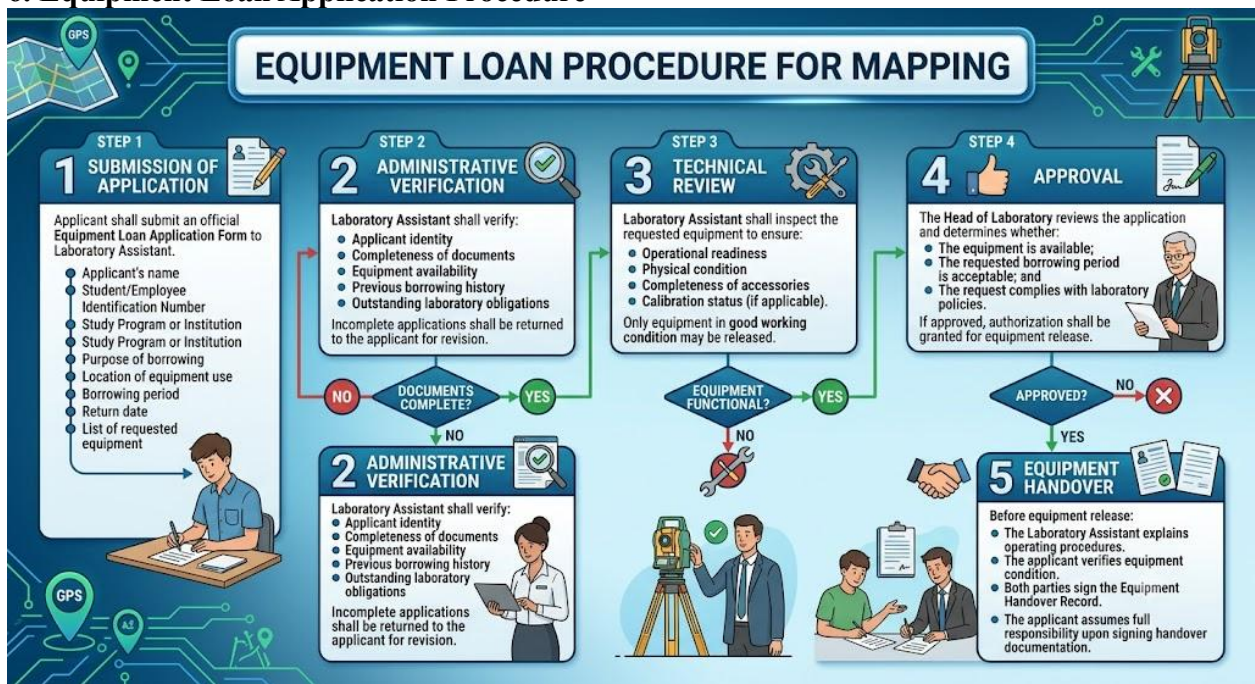 6. Equipment Loan Application Procedure
GPS
EQUIPMENT LOAN PROCEDURE FOR MAPPING
STEP 1
1 SUBMISSION OF
APPLICATION
Applicant shall submit an official
Equipment Loan Application Form to
Laboratory Assistant.
Applicant's name
Student/Employee
Identification Number
Study Program or Institution
Study Program or Institution
Purpose of borrowing
Location of equipment use
Borrowing period
Return date
List of requested
equipment
STEP 2
2 ADMINISTRATIVE
VERIFICATION
Laboratory Assistant shall verify:
Applicant identity
Completeness of documents
Equipment availability
Previous borrowing history
Outstanding laboratory obligations
Incomplete applications shall be returned
to the applicant for revision.
NO
DOCUMENTS
COMPLETE?
YES
NO
2 ADMINISTRATIVE
VERIFICATION
Laboratory Assistant shall verify:
Applicant identity
Completeness of documents
Equipment availability
Previous borrowing history
Outstanding laboratory
obligations
Incomplete applications
shall be returned to the
applicant for revision.
STEP 3
3 TECHNICAL
REVIEW
Laboratory Assistant shall inspect the
requested equipment to ensure:
Operational readiness
Physical condition
Completeness of accessories
Calibration status (if applicable).
Only equipment in good working
condition may be released.
EQUIPMENT
FUNCTIONAL?
YES
NO
STEP 4
4 APPROVAL
The Head of Laboratory reviews the application
and determines whether:
The equipment is available;
The requested borrowing period
is acceptable; and
The request complies with laboratory
policies.
If approved, authorization shall be
granted for equipment release.
APPROVED?
NO
YES
5 EQUIPMENT
HANDOVER
Before equipment release:
The Laboratory Assistant explains
operating procedures.
The applicant verifies equipment
condition.
Both parties sign the Equipment
Handover Record.
The applicant assumes full
responsibility upon signing handover
documentation.
GPS